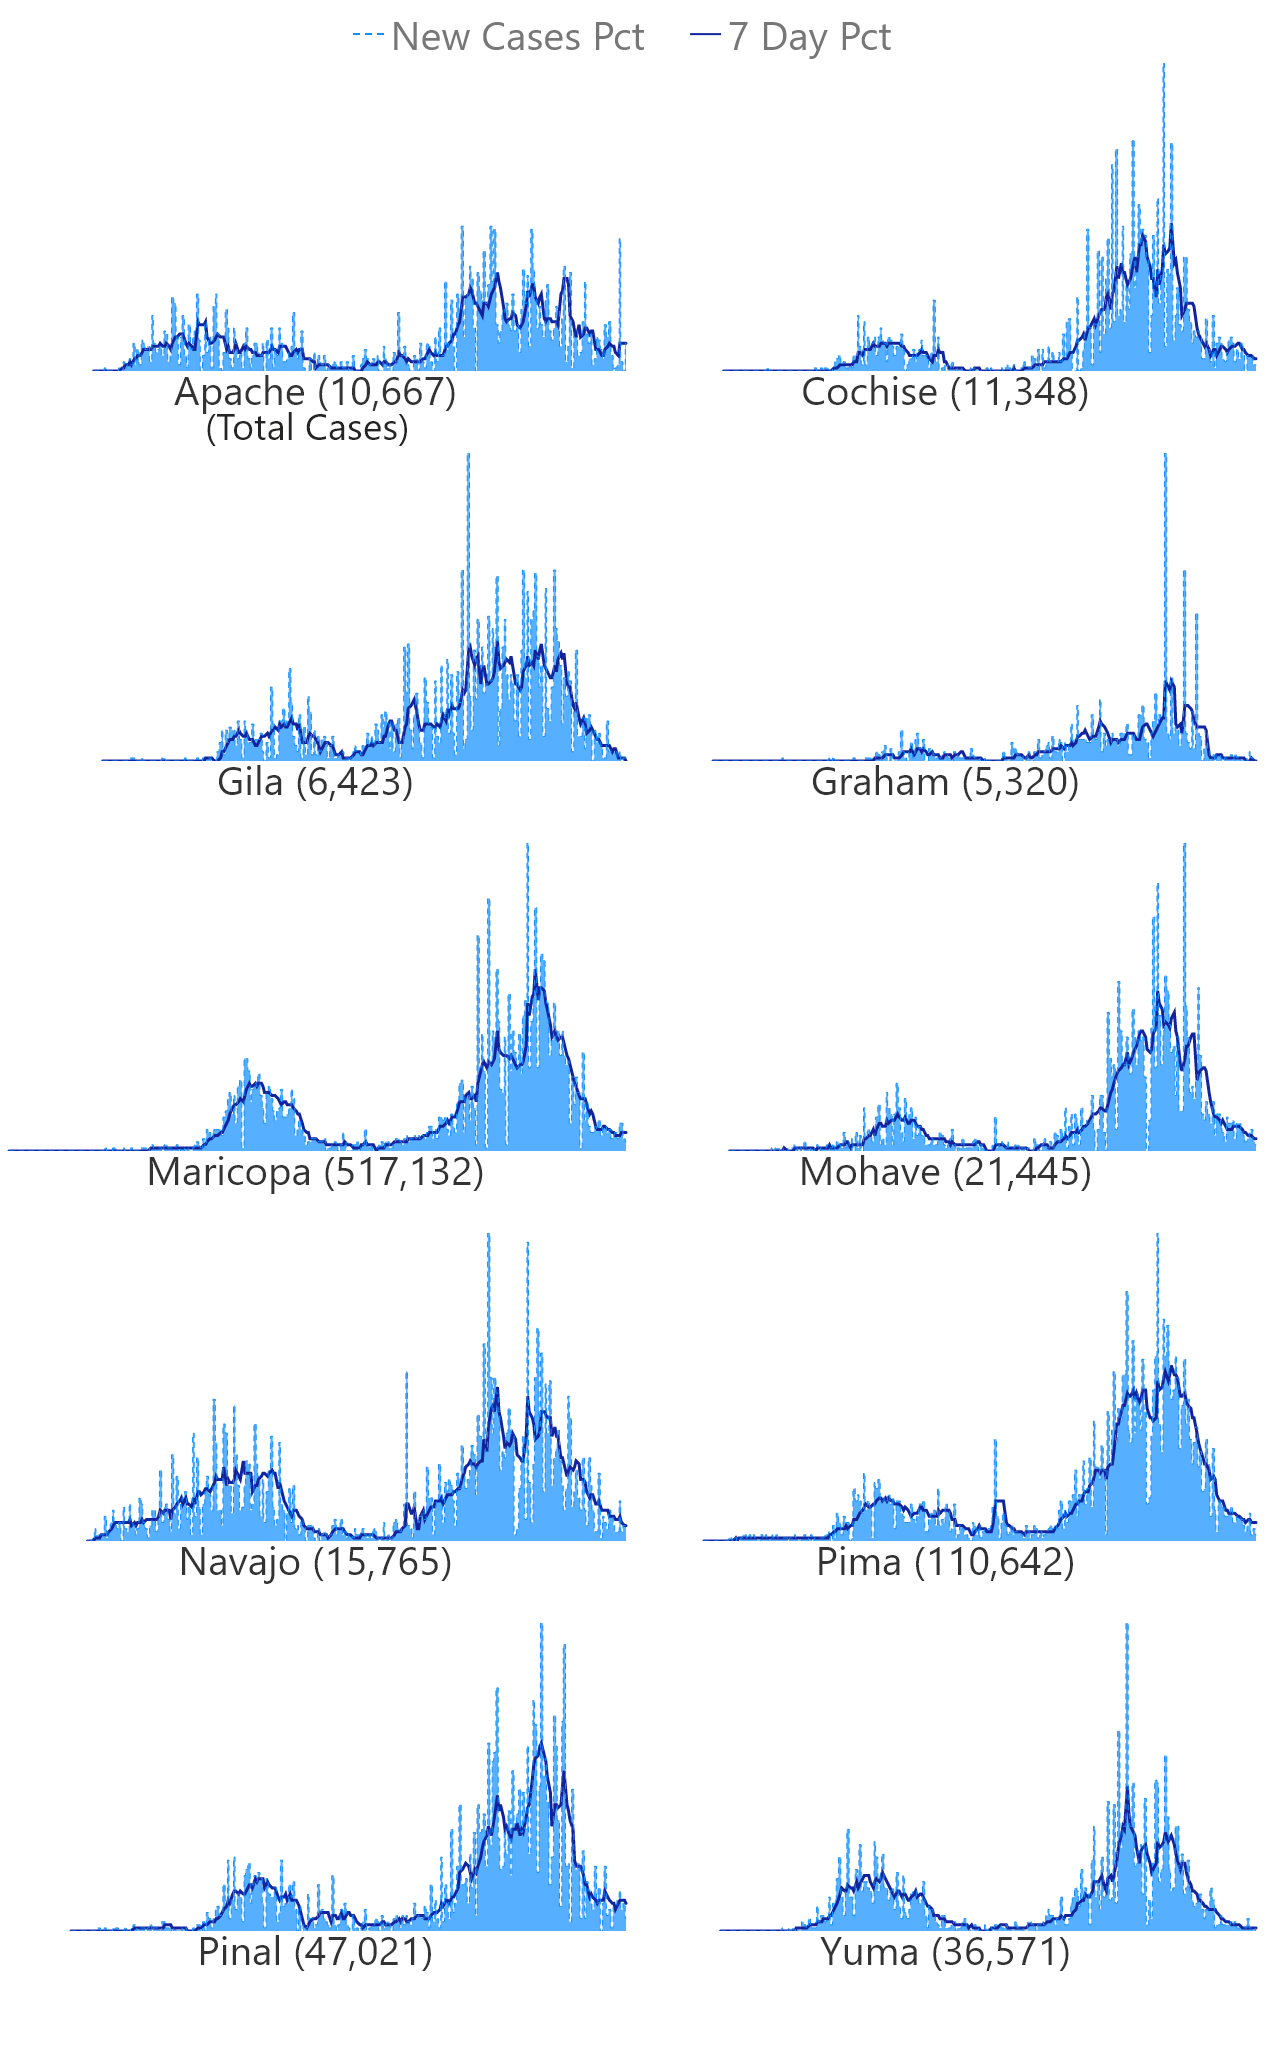 New Cases Pct 7 Day Pct
Apache (10,667) Cochise (11,348)
(Total Cases)
Gila (6,423) Graham (5,320)
Maricopa (517,132) Mohave (21,445)
Navajo (15,765) Pima (110,642)
Pinal (47,021) Yuma (36,571)